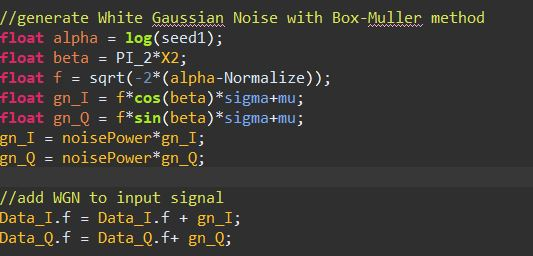 //generate White Gaussian Noise with Box-Muller method
float alpha = log(seed1);
float beta = PI_2*X2;
float f = sqrt(-2*(alpha-Normalize));
float gn_I = f*cos(beta)*sigma+mu;
float gn_Q = f*sin(beta)*sigma+mu;
gn_I = noisePower*gn_I;
gn_Q = noisePower*gn_Q;
//add WGN to input signal
Data_I.f = Data_I.f + gn_I;
Data_Q.f = Data_Q.f+ gn_Q;